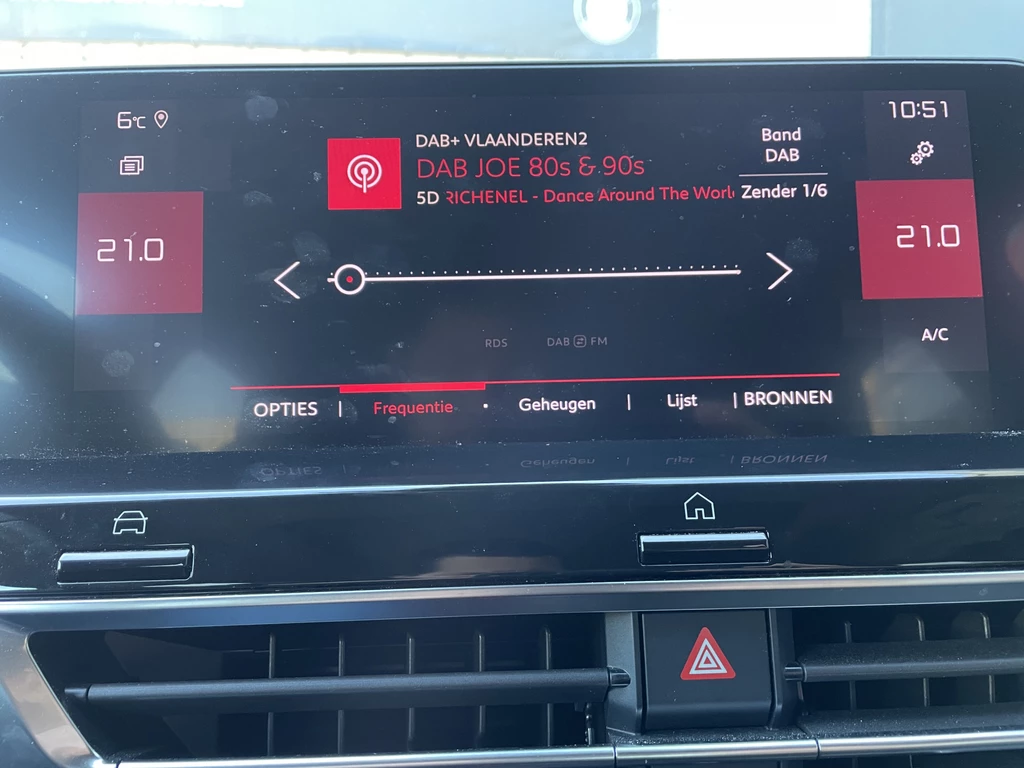 6°C
10:51
DAB+ VLAANDEREN2
DAB JOE 80s & 90s
5D RICHENEL - Dance Around The Worl
Band
DAB
Zender 1/6
21.0
21.0
RDS
DAB FM
A/C
OPTIES | Frequentie · Geheugen | Lijst | BRONNEN